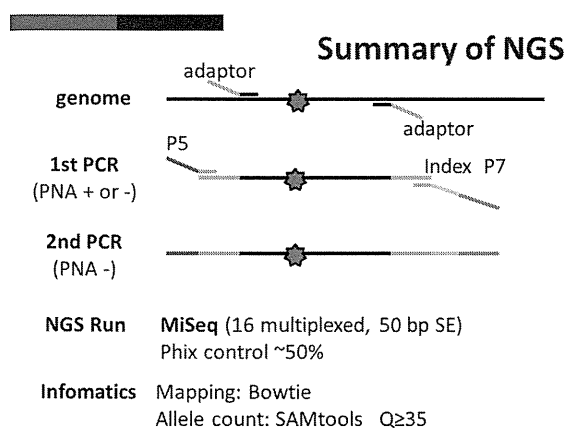 Summary of NGS
adaptor
genome
adaptor
P5
1st PCR
Index P7
(PNA + or -)
2nd PCR
(PNA -)
NGS Run MiSeq (16 multiplexed, 50 bp SE)
Phix control ~50%
Infomatics Mapping: Bowtie
Allele count: SAMtools Q≥35